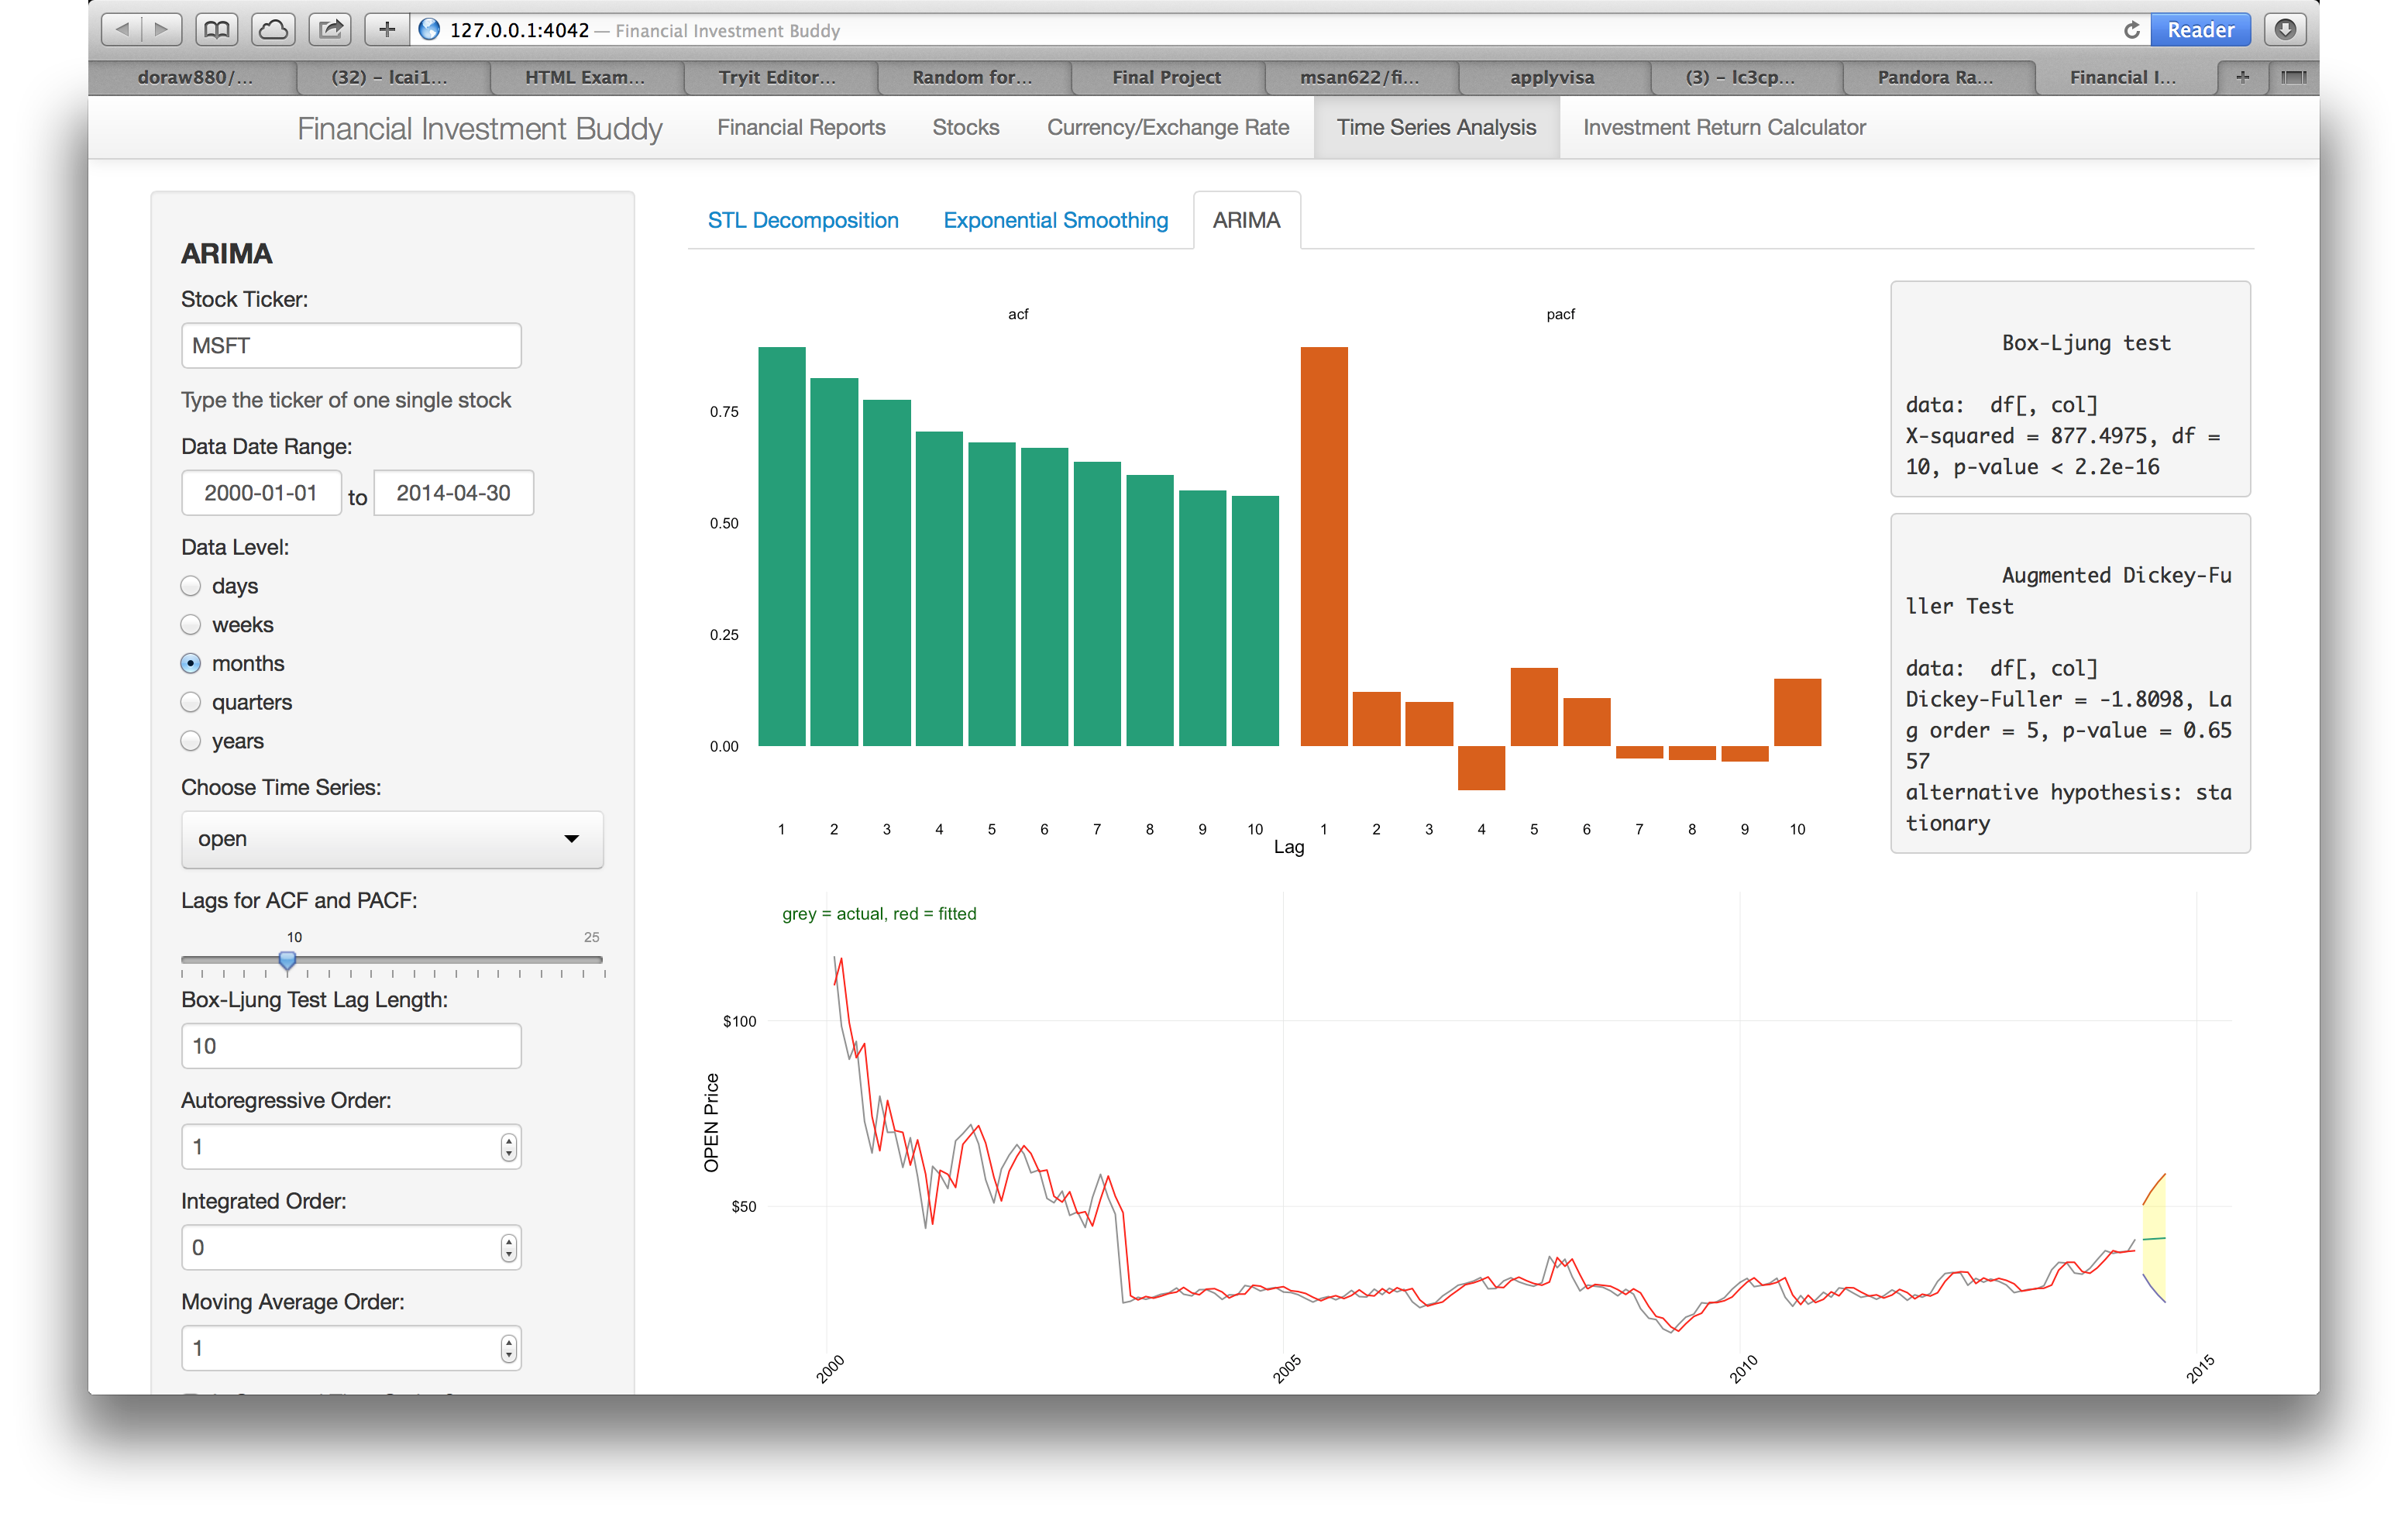 127.0.0.1:4042 — Financial Investment Buddy
Reader
doraw880/...
(32) – lcai1...
HTML Exam...
Tryit Editor...
Random for...
Final Project
msan622/fi...
applyvisa
(3) – lc3cp...
Pandora Ra...
Financial I...
Financial Investment Buddy
Financial Reports
Stocks
Currency/Exchange Rate
Time Series Analysis
Investment Return Calculator
ARIMA
Stock Ticker:
MSFT
Type the ticker of one single stock
Data Date Range:
2000-01-01 to 2014-04-30
Data Level:
days
weeks
months
quarters
years
Choose Time Series:
open
Lags for ACF and PACF:
10 25
Box-Ljung Test Lag Length:
10
Autoregressive Order:
1
Integrated Order:
0
Moving Average Order:
1
STL Decomposition
Exponential Smoothing
ARIMA
acf
pacf
0.75
0.50
0.25
0.00
1 2 3 4 5 6 7 8 9 10 1 2 3 4 5 6 7 8 9 10
Lag
Box-Ljung test
data:  df[, col]
X-squared = 877.4975, df =
10, p-value < 2.2e-16
Augmented Dickey-Fu
ller Test
data:  df[, col]
Dickey-Fuller = -1.8098, La
g order = 5, p-value = 0.65
57
alternative hypothesis: sta
tionary
grey = actual, red = fitted
OPEN Price
$100
$50
2000 2005 2010 2015